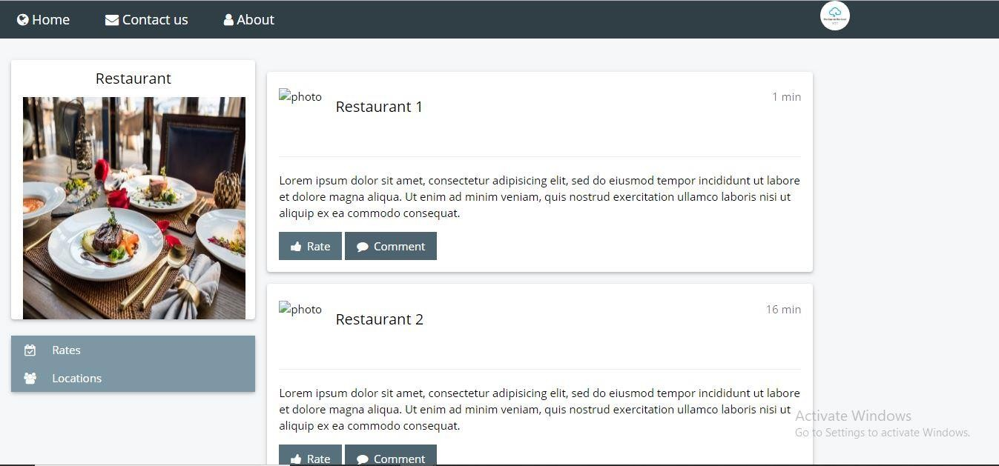 Home
Contact us
About
Restaurant
Rates
Locations
photo
Restaurant 1
1 min
Lorem ipsum dolor sit amet, consectetur adipisicing elit, sed do eiusmod tempor incididunt ut labore
et dolore magna aliqua. Ut enim ad minim veniam, quis nostrud exercitation ullamco laboris nisi ut
aliquip ex ea commodo consequat.
Rate
Comment
photo
Restaurant 2
16 min
Lorem ipsum dolor sit amet, consectetur adipisicing elit, sed do eiusmod tempor incididunt ut labore
et dolore magna aliqua. Ut enim ad minim veniam, quis nostrud exercitation ullamco laboris nisi ut
aliquip ex ea commodo consequat.
Rate
Comment
Activate Windows
Go to Settings to activate Windows.